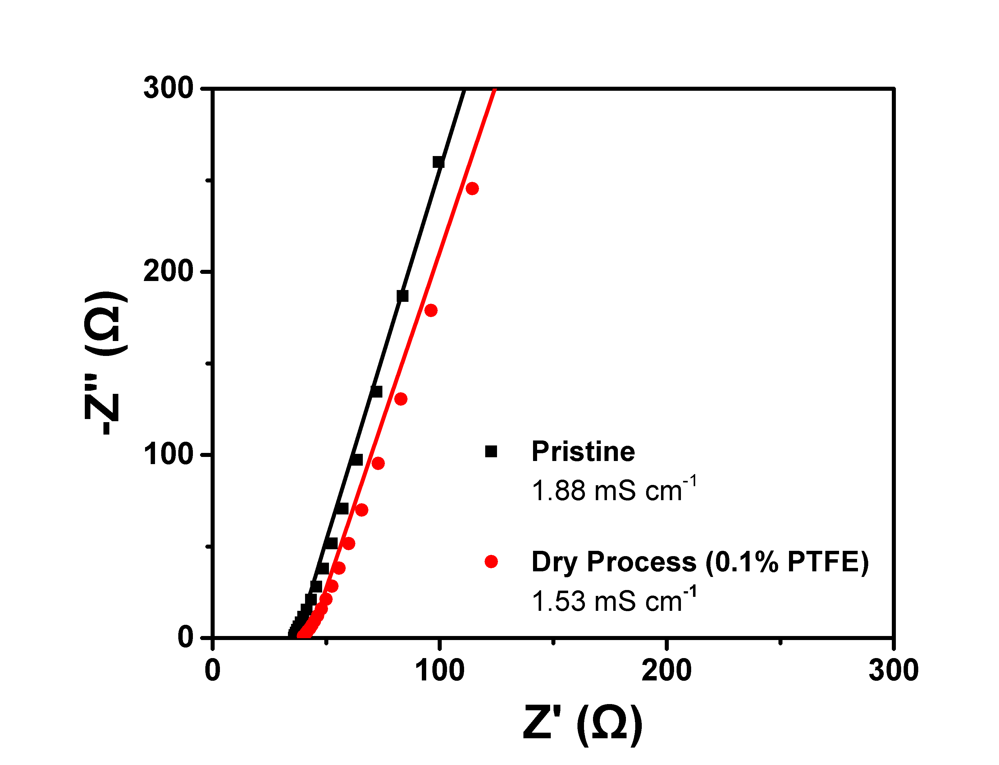 300
200
100
0
-Z" (Ω)
Pristine
1.88 mS cm⁻¹
Dry Process (0.1% PTFE)
1.53 mS cm⁻¹
0 100 200 300
Z' (Ω)